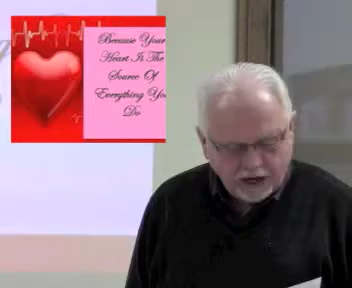 Because Your
Heart Is The
Source Of
Everything You
Do